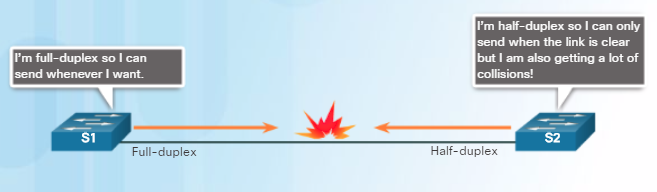 I'm full-duplex so I can
send whenever I want.
I'm half-duplex so I can only
send when the link is clear
but I am also getting a lot of
collisions!
S1
S2
Full-duplex
Half-duplex